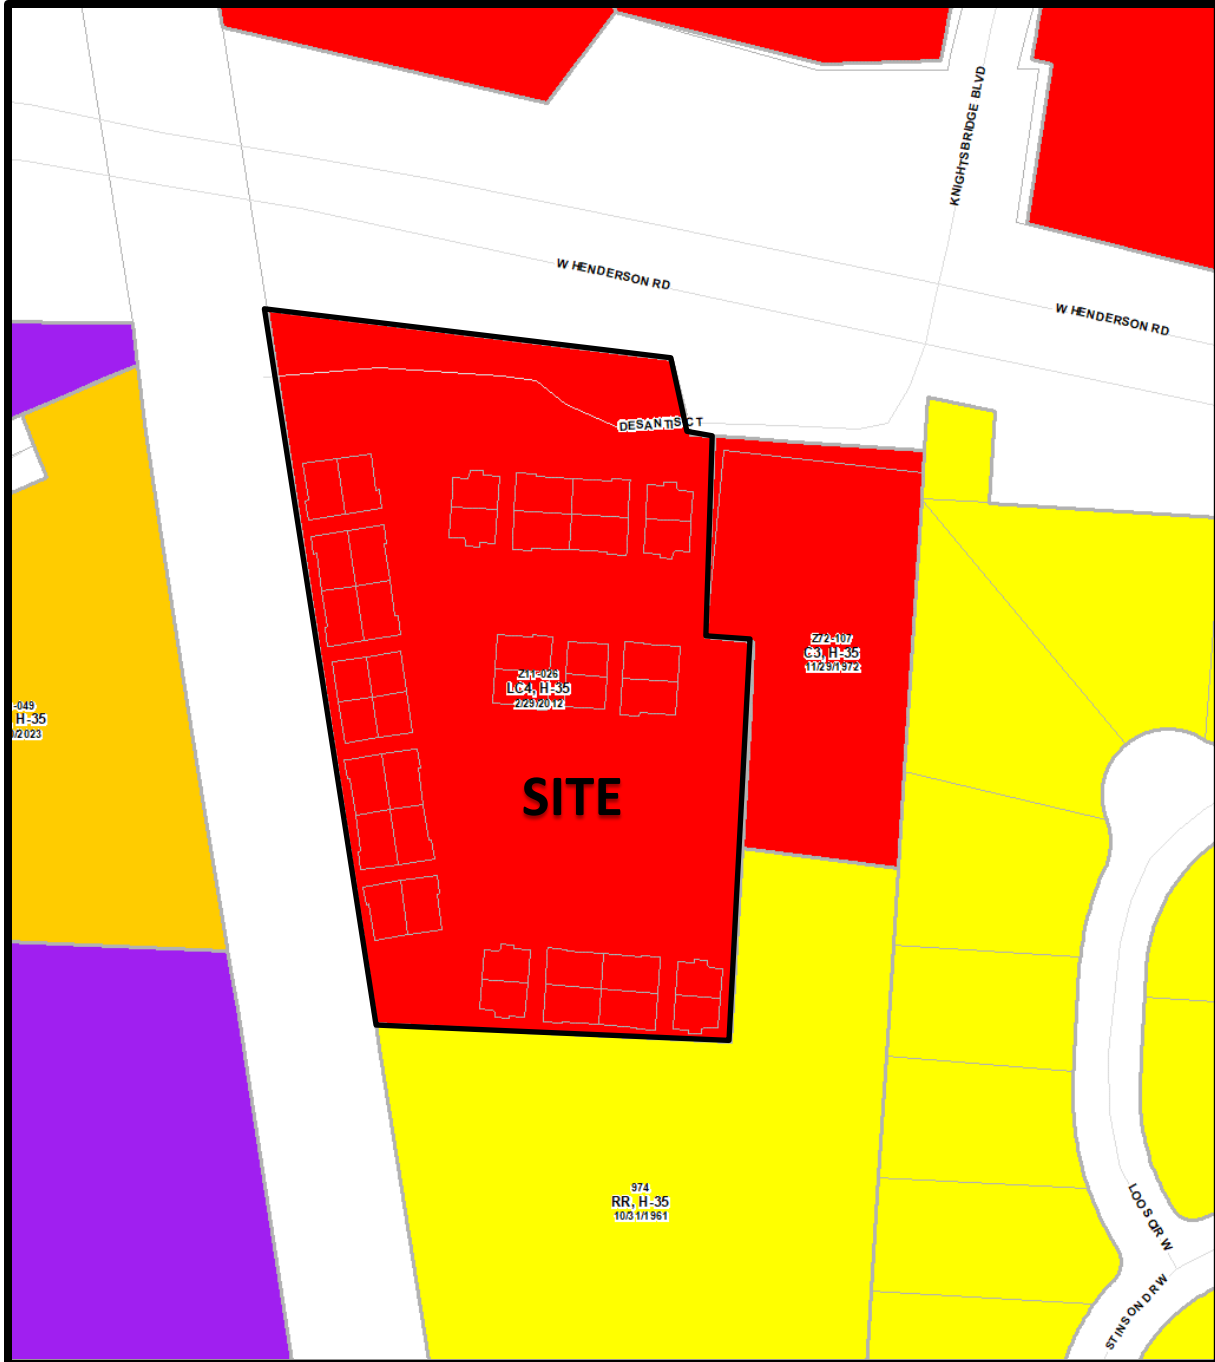 KNIGHTSBRIDGE BLVD
W HENDERSON RD
W HENDERSON RD
DESANTIS CT
Z72-107
C3, H-35
11/29/1972
Z11-026
LC4, H-35
2/29/2012
-049
H-35
/2023
SITE
974
RR, H-35
10/31/1961
LOOS CIR W
STINSON DR W